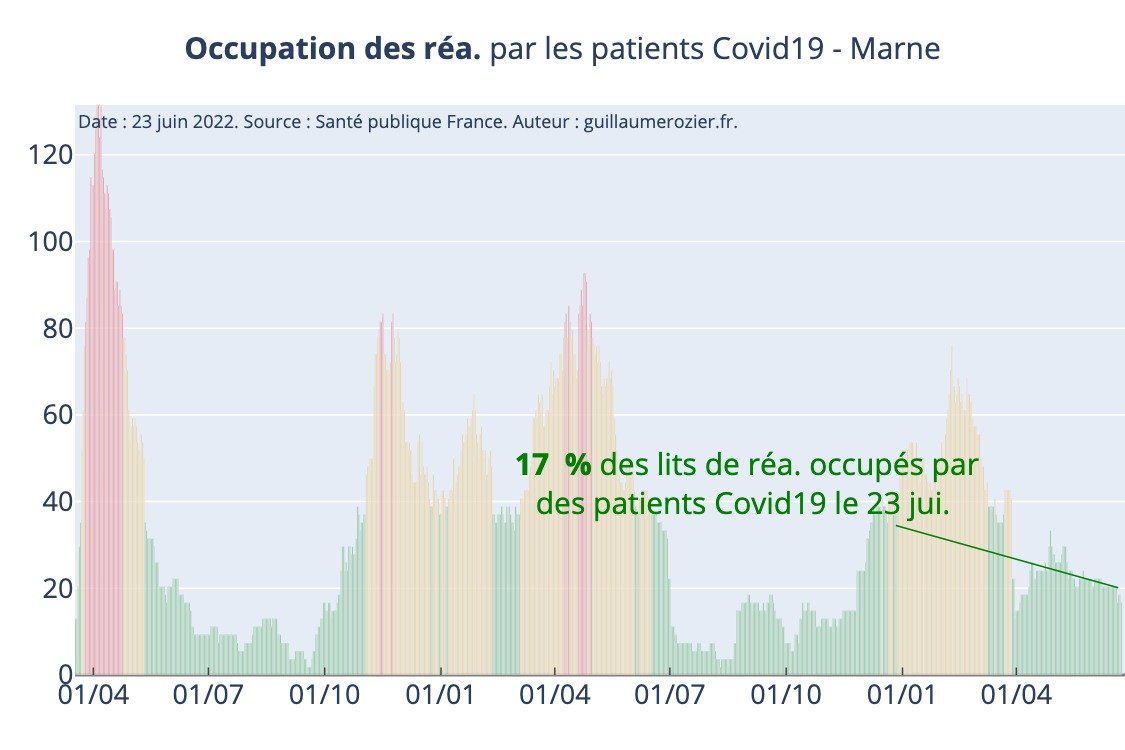 Occupation des réa. par les patients Covid19 - Marne
Date : 23 juin 2022. Source : Santé publique France. Auteur : guillaumerozier.fr.
120
100
80
60
17 % des lits de réa. occupés par
des patients Covid19 le 23 jui.
40
20
0
01/04 01/07 01/10 01/01 01/04 01/07 01/10 01/01 01/04